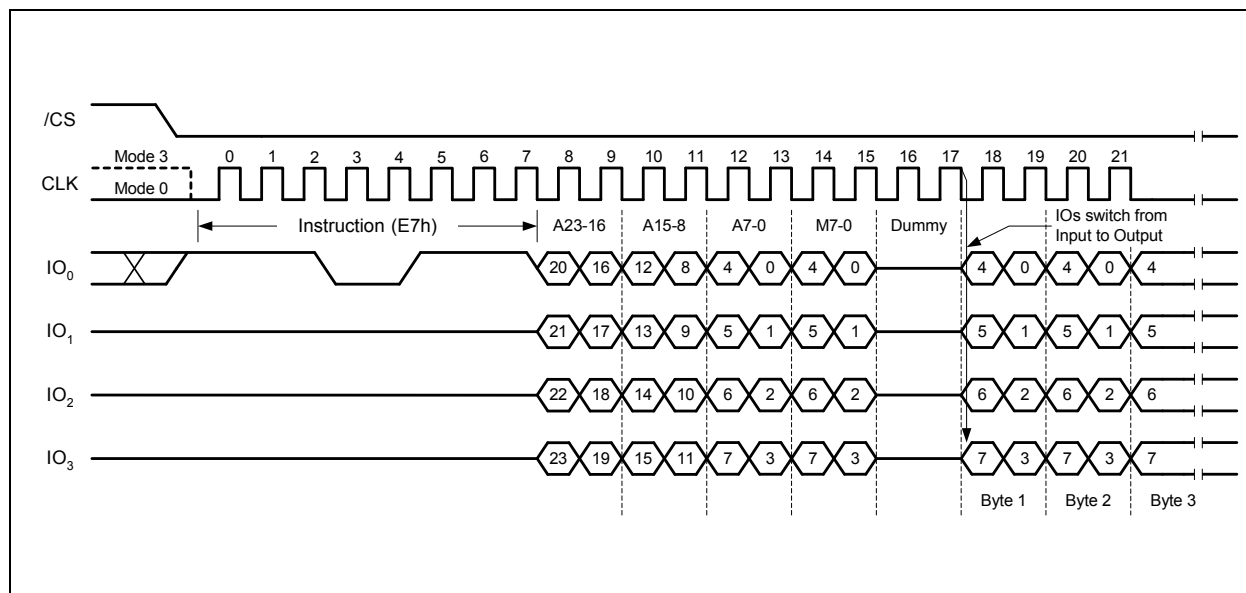 /CS
Mode 3 0 1 2 3 4 5 6 7 8 9 10 11 12 13 14 15 16 17 18 19 20 21
CLK Mode 0
Instruction (E7h) A23-16 A15-8 A7-0 M7-0 Dummy IOs switch from
Input to Output
IO0 20 16 12 8 4 0 4 0 4 0 4 0 4
IO1 21 17 13 9 5 1 5 1 5 1 5 1 5
IO2 22 18 14 10 6 2 6 2 6 2 6 2 6
IO3 23 19 15 11 7 3 7 3 7 3 7 3 7
Byte 1 Byte 2 Byte 3